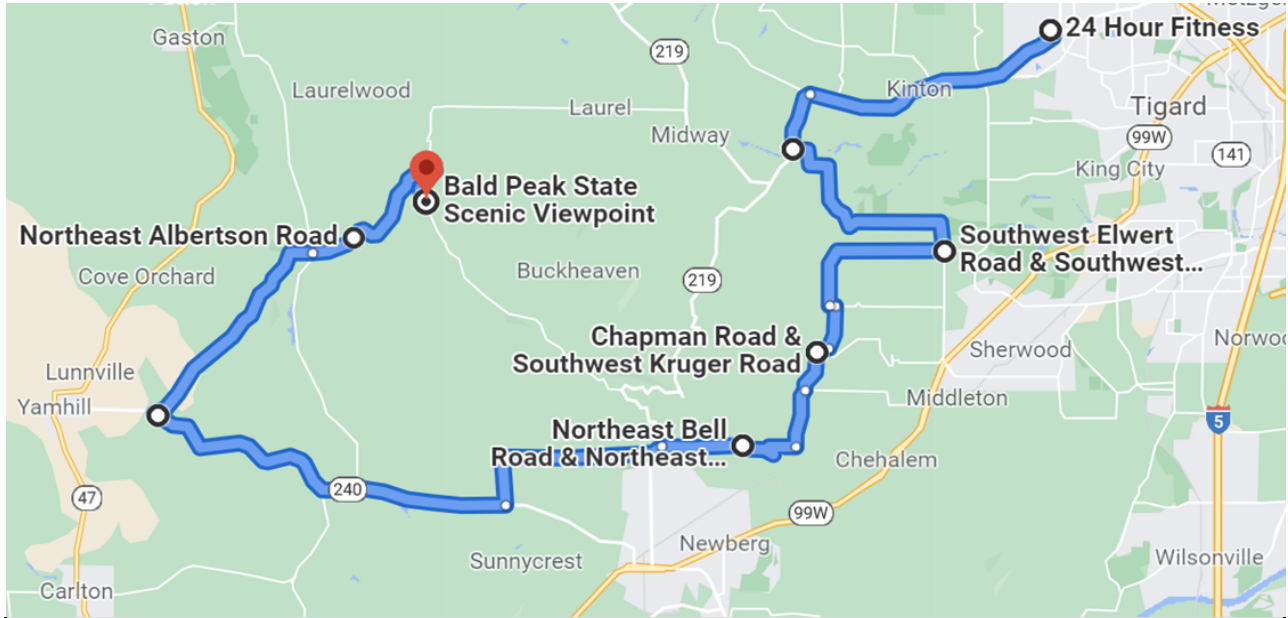 Gaston
219
24 Hour Fitness
Laurelwood
Laurel
Kinton
Tigard
Midway
99W
141
King City
Bald Peak State
Scenic Viewpoint
Northeast Albertson Road
Southwest Elwert
Road & Southwest...
Cove Orchard
Buckheaven
219
Chapman Road &
Southwest Kruger Road
Sherwood
Norwoo
Lunnville
Yamhill
Middleton
5
Northeast Bell
Road & Northeast...
Chehalem
47
240
99W
Newberg
Sunnycrest
Wilsonville
Carlton